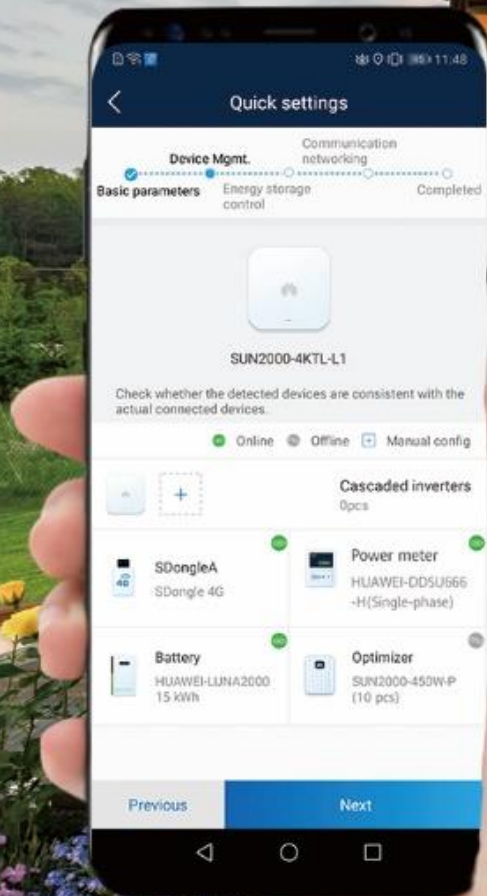 11:48
Quick settings
Device Mgmt.
Communication
networking
Basic parameters
Energy storage
control
Completed
SUN2000-4KTL-L1
Check whether the detected devices are consistent with the
actual connected devices.
Online Offline Manual config
Cascaded inverters
0pcs
SDongleA
SDongle 4G
Power meter
HUAWEI-DDSU666
-H(Single-phase)
Battery
HUAWEI-LUNA2000
15 kWh
Optimizer
SUN2000-450W-P
(10 pcs)
Previous
Next